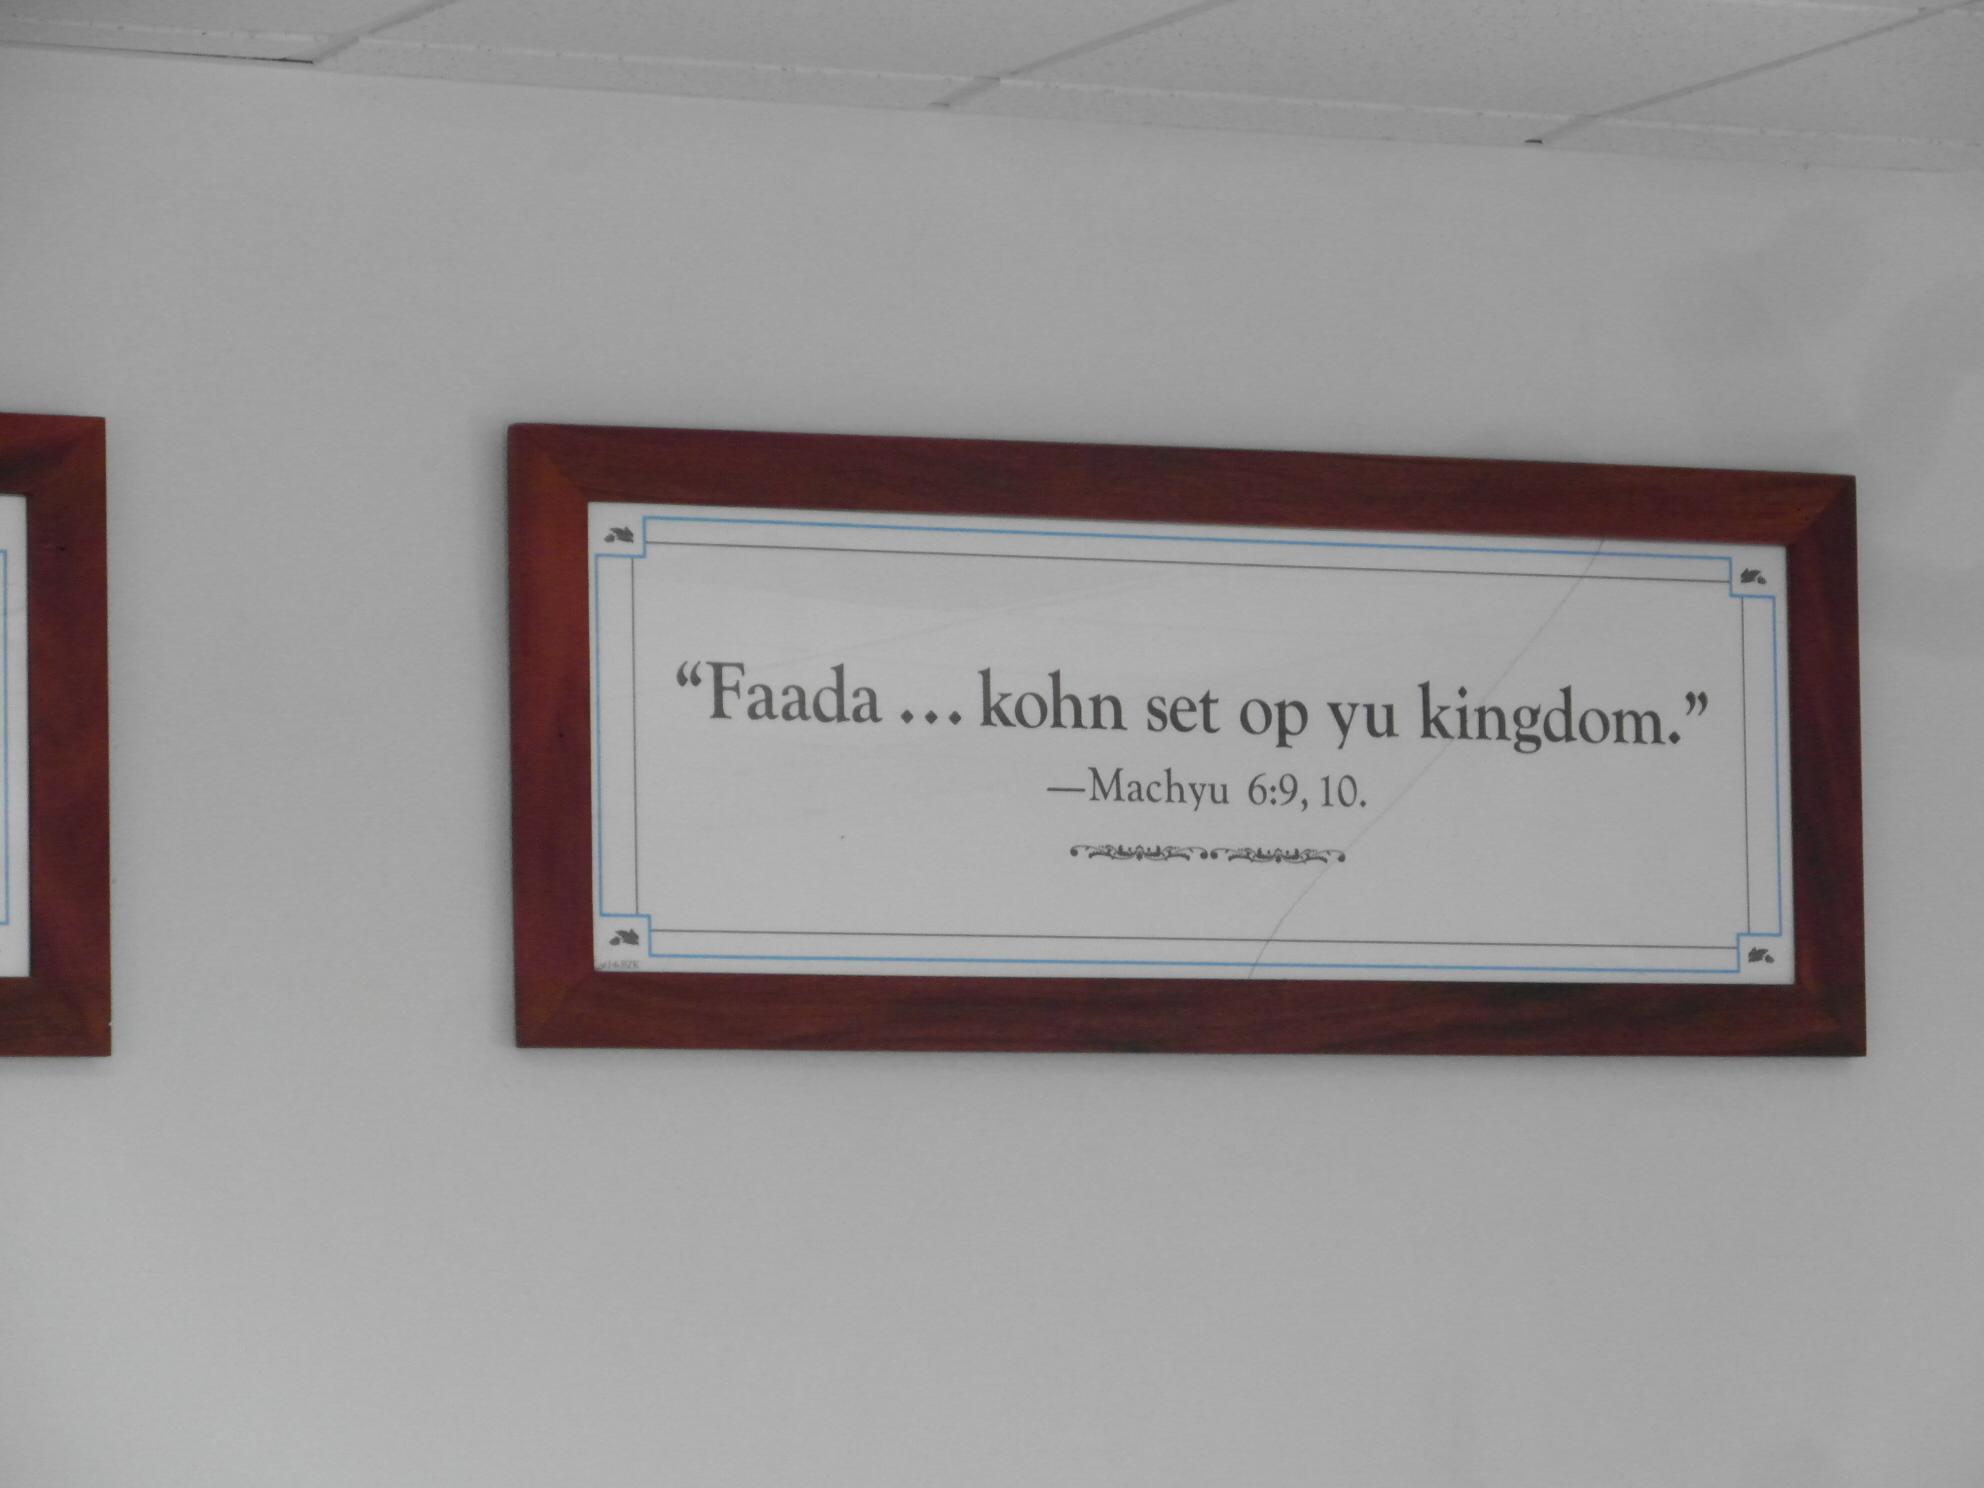 “Faada ... kohn set op yu kingdom.”
—Machyu 6:9, 10.